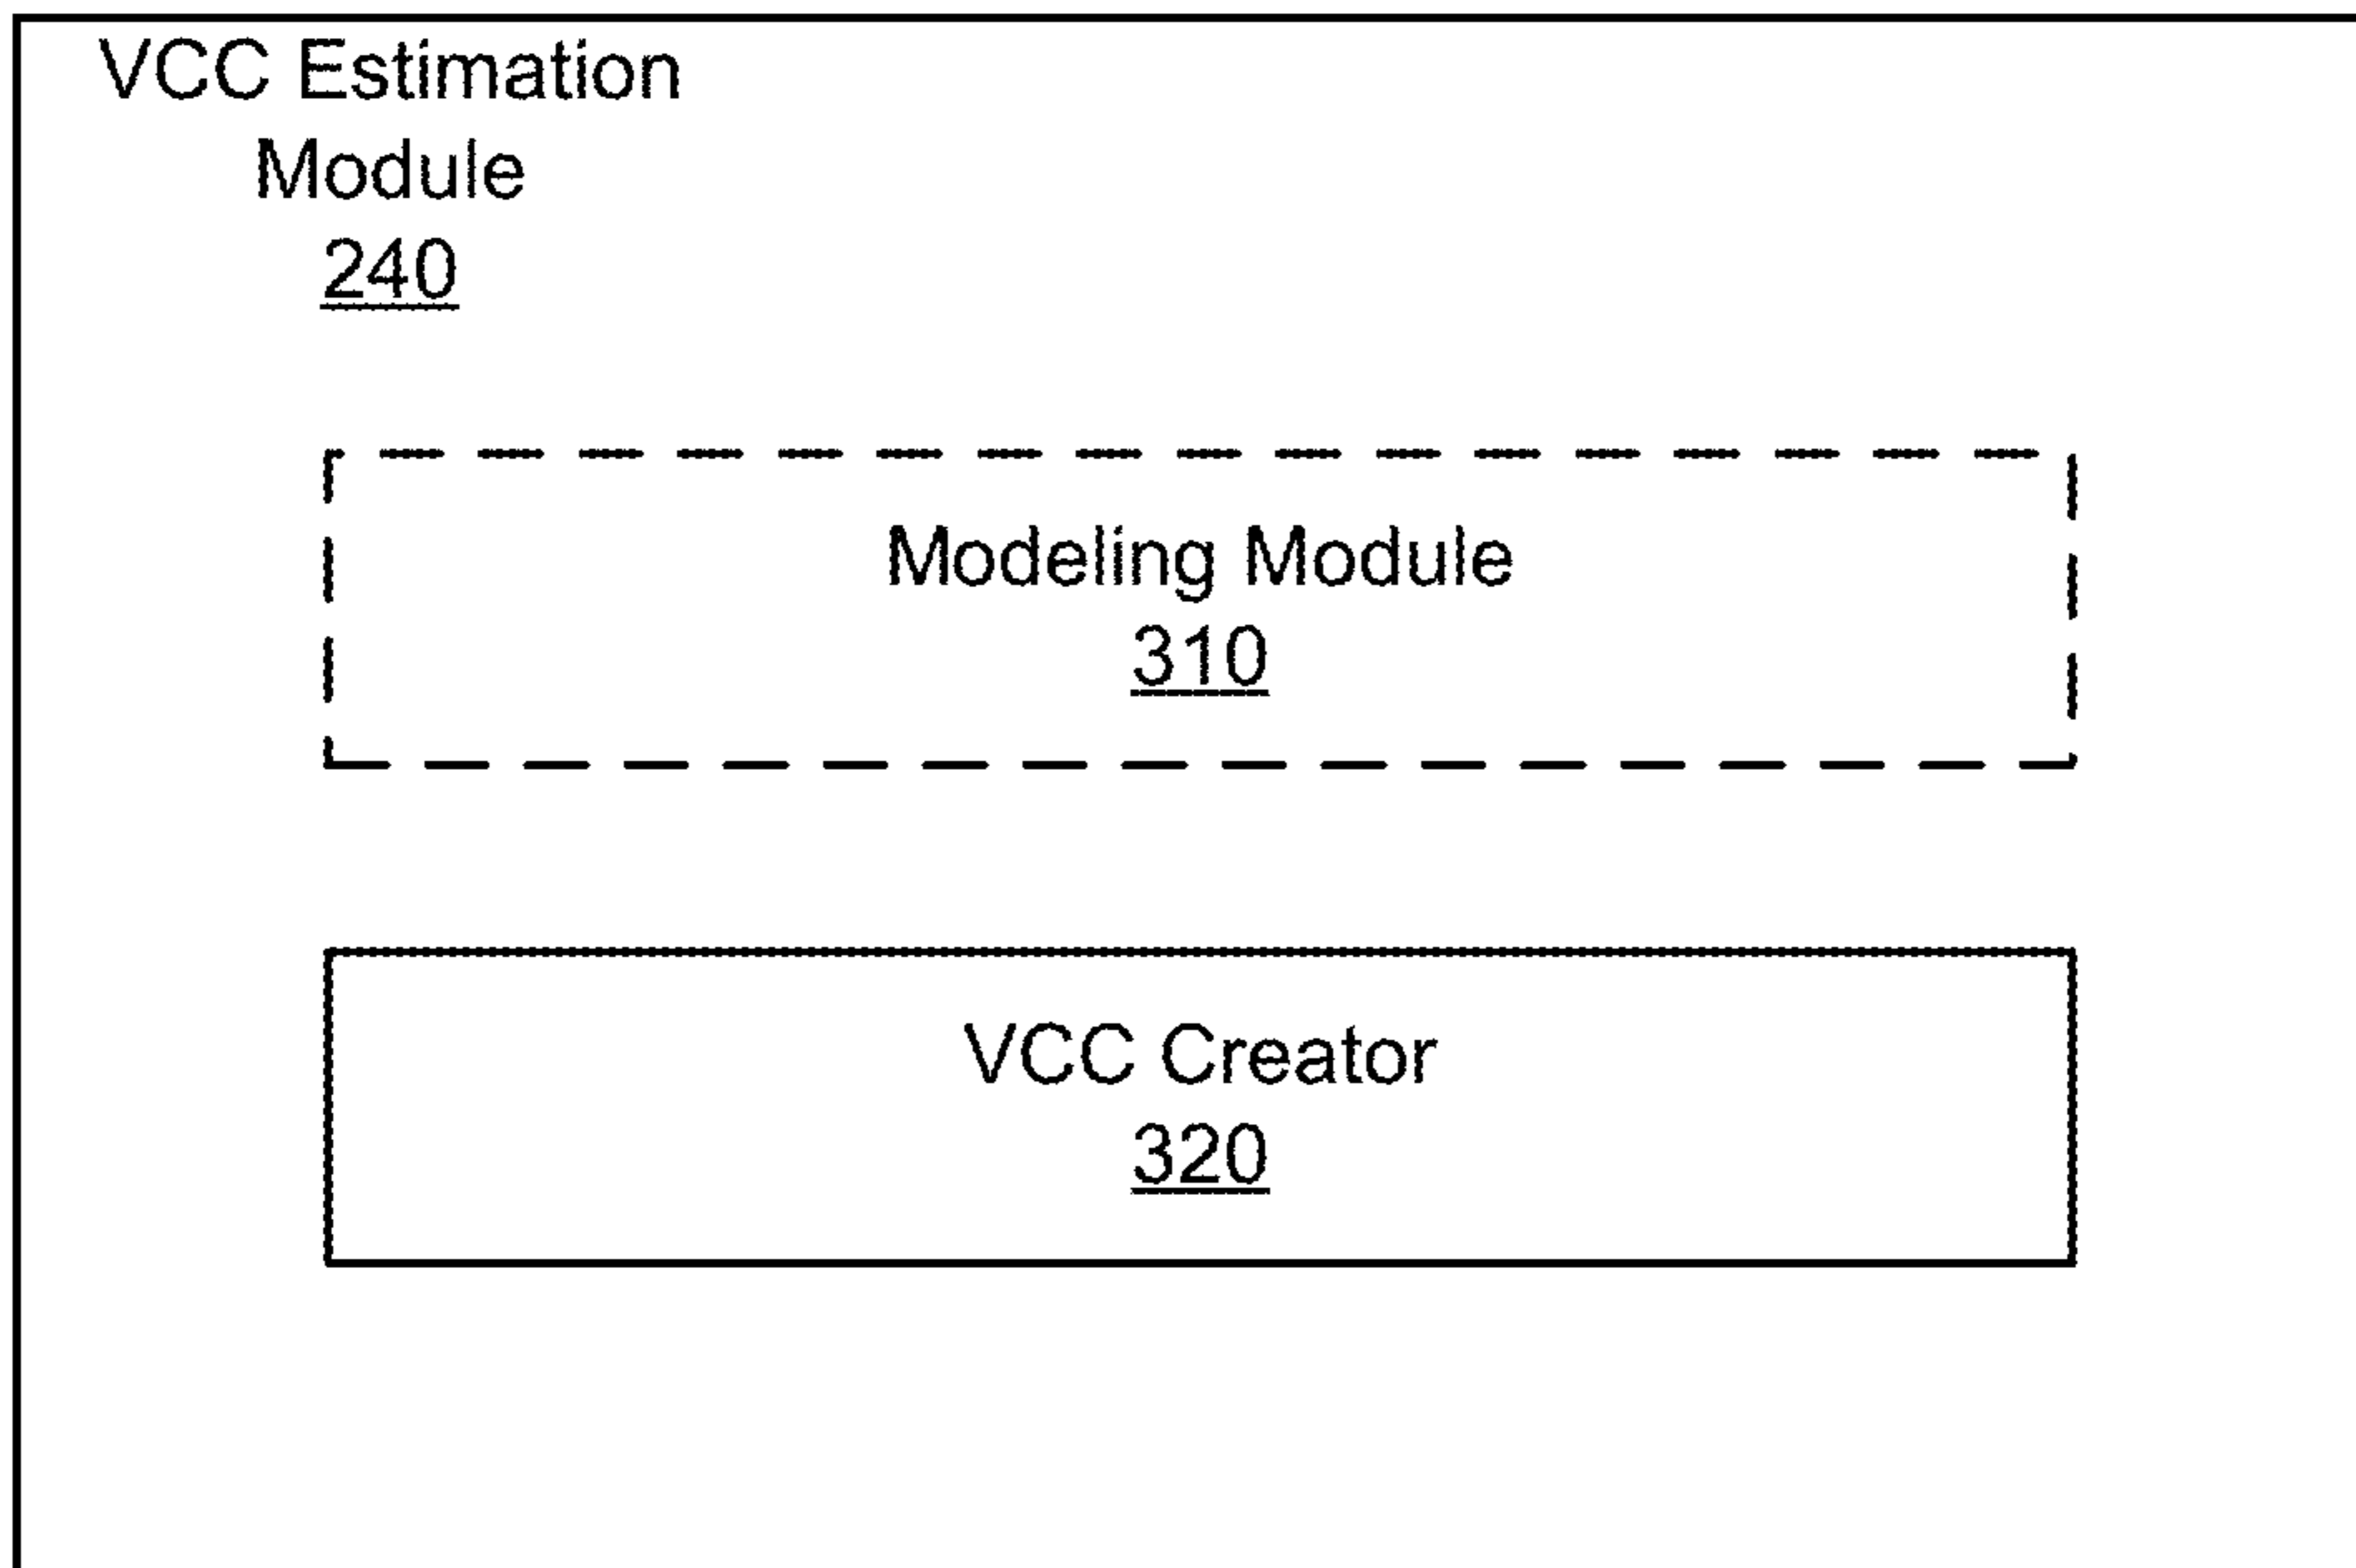 VCC Estimation
Module
240
Modeling Module
310
VCC Creator
320